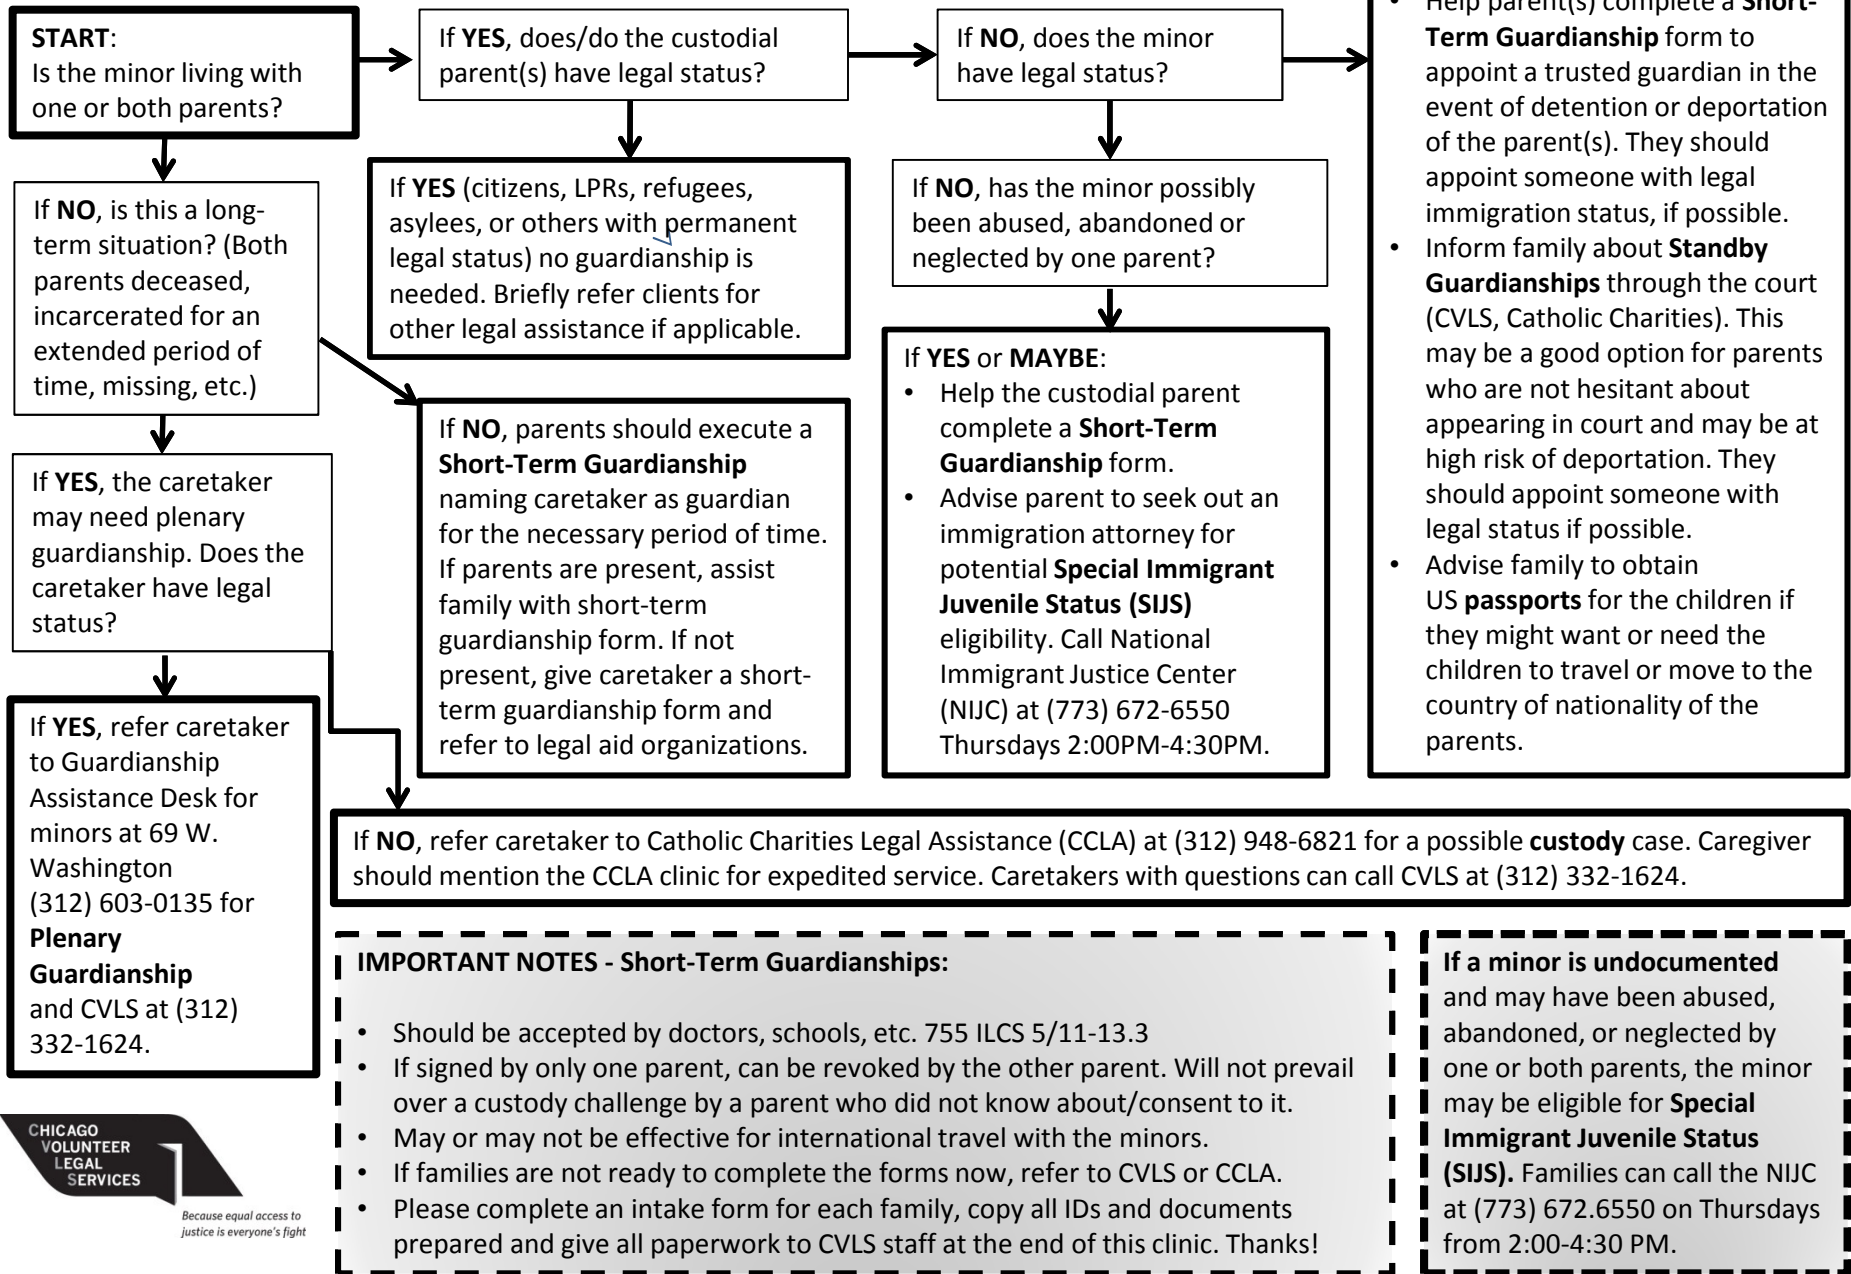 START:
Is the minor living with
one or both parents?
If YES, does/do the custodial
parent(s) have legal status?
If NO, does the minor
have legal status?
• Help parent(s) complete a Short-
Term Guardianship form to
appoint a trusted guardian in the
event of detention or deportation
of the parent(s). They should
appoint someone with legal
immigration status, if possible.
• Inform family about Standby
Guardianships through the court
(CVLS, Catholic Charities). This
may be a good option for parents
who are not hesitant about
appearing in court and may be at
high risk of deportation. They
should appoint someone with
legal status if possible.
• Advise family to obtain
US passports for the children if
they might want or need the
children to travel or move to the
country of nationality of the
parents.
If NO, is this a long-
term situation? (Both
parents deceased,
incarcerated for an
extended period of
time, missing, etc.)
If YES (citizens, LPRs, refugees,
asylees, or others with permanent
legal status) no guardianship is
needed. Briefly refer clients for
other legal assistance if applicable.
If NO, has the minor possibly
been abused, abandoned or
neglected by one parent?
If YES or MAYBE:
• Help the custodial parent
complete a Short-Term
Guardianship form.
• Advise parent to seek out an
immigration attorney for
potential Special Immigrant
Juvenile Status (SIJS)
eligibility. Call National
Immigrant Justice Center
(NIJC) at (773) 672-6550
Thursdays 2:00PM-4:30PM.
If NO, parents should execute a
Short-Term Guardianship
naming caretaker as guardian
for the necessary period of time.
If parents are present, assist
family with short-term
guardianship form. If not
present, give caretaker a short-
term guardianship form and
refer to legal aid organizations.
If YES, the caretaker
may need plenary
guardianship. Does the
caretaker have legal
status?
If YES, refer caretaker
to Guardianship
Assistance Desk for
minors at 69 W.
Washington
(312) 603-0135 for
Plenary
Guardianship
and CVLS at (312)
332-1624.
If NO, refer caretaker to Catholic Charities Legal Assistance (CCLA) at (312) 948-6821 for a possible custody case. Caregiver
should mention the CCLA clinic for expedited service. Caretakers with questions can call CVLS at (312) 332-1624.
IMPORTANT NOTES - Short-Term Guardianships:
• Should be accepted by doctors, schools, etc. 755 ILCS 5/11-13.3
• If signed by only one parent, can be revoked by the other parent. Will not prevail
over a custody challenge by a parent who did not know about/consent to it.
• May or may not be effective for international travel with the minors.
• If families are not ready to complete the forms now, refer to CVLS or CCLA.
• Please complete an intake form for each family, copy all IDs and documents
prepared and give all paperwork to CVLS staff at the end of this clinic. Thanks!
If a minor is undocumented
and may have been abused,
abandoned, or neglected by
one or both parents, the minor
may be eligible for Special
Immigrant Juvenile Status
(SIJS). Families can call the NIJC
at (773) 672.6550 on Thursdays
from 2:00-4:30 PM.
CHICAGO
VOLUNTEER
LEGAL
SERVICES
Because equal access to
justice is everyone's fight